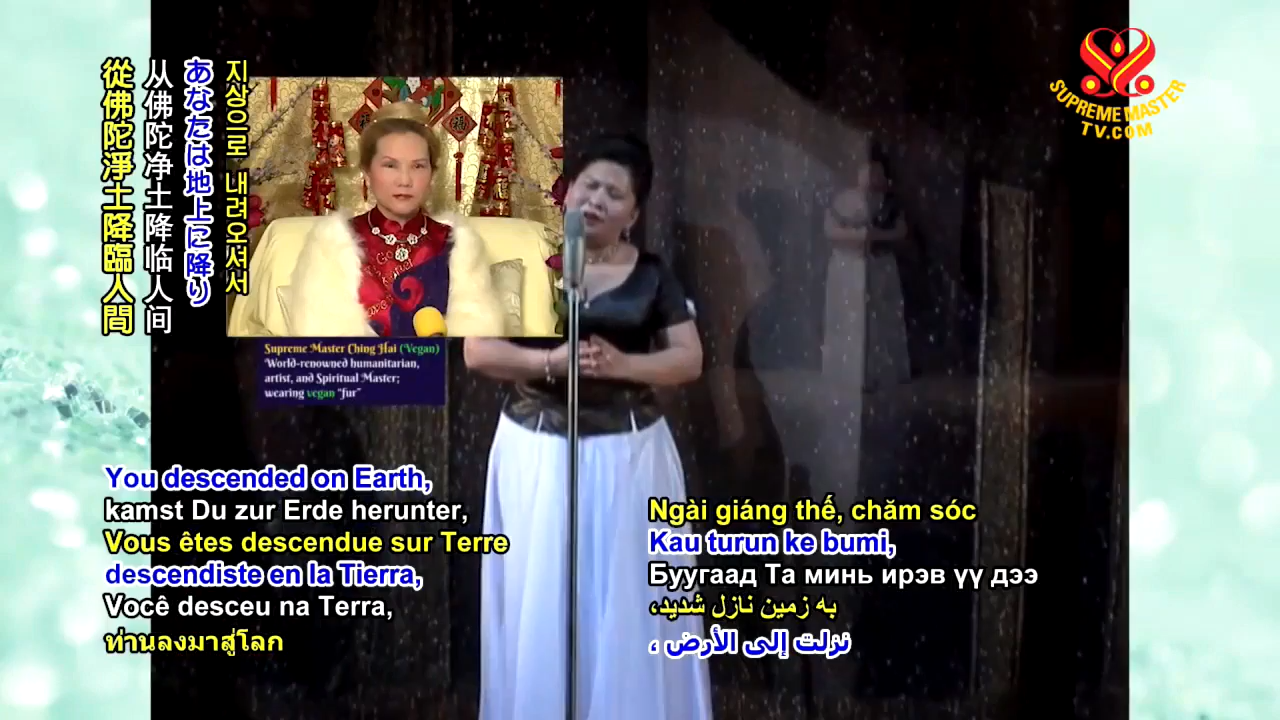 從佛陀淨土降臨人間
从佛陀净土降临人间
あなたは地上に降り
지상으로 내려오셔서
SUPREME MASTER
TV.COM
Supreme Master Ching Hai (Vegan)
World-renowned humanitarian,
artist, and Spiritual Master;
wearing vegan "fur"
You descended on Earth,
kamst Du zur Erde herunter,
Vous êtes descendue sur Terre
descendiste en la Tierra,
Você desceu na Terra,
ท่านลงมาสู่โลก
Ngài giáng thế, chăm sóc
Kau turun ke bumi,
Буугаад Та минь ирэв үү дээ
به زمین نازل شدید،
نزلت إلى الأرض ،